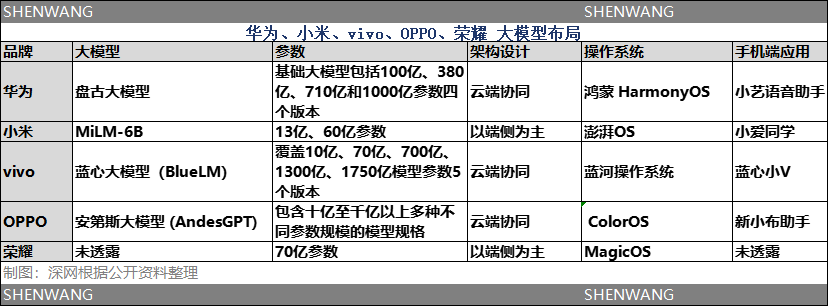 SHENWANG SHENWANG
华为、小米、vivo、OPPO、荣耀 大模型布局
品牌 大模型 参数 架构设计 操作系统 手机端应用
华为 盘古大模型 基础大模型包括100亿、380亿、710亿和1000亿参数四个版本 云端协同 鸿蒙 HarmonyOS 小艺语音助手
小米 MiLM-6B 13亿、60亿参数 以端侧为主 澎湃OS 小爱同学
vivo 蓝心大模型（BlueLM) 覆盖10亿、70亿、700亿、1300亿、1750亿模型参数5个版本 云端协同 蓝河操作系统 蓝心小V
OPPO 安第斯大模型 (AndesGPT) 包含十亿至千亿以上多种不同参数规模的模型规格 云端协同 ColorOS 新小布助手
荣耀 未透露 70亿参数 以端侧为主 MagicOS 未透露
制图：深网根据公开资料整理
SHENWANG SHENWANG